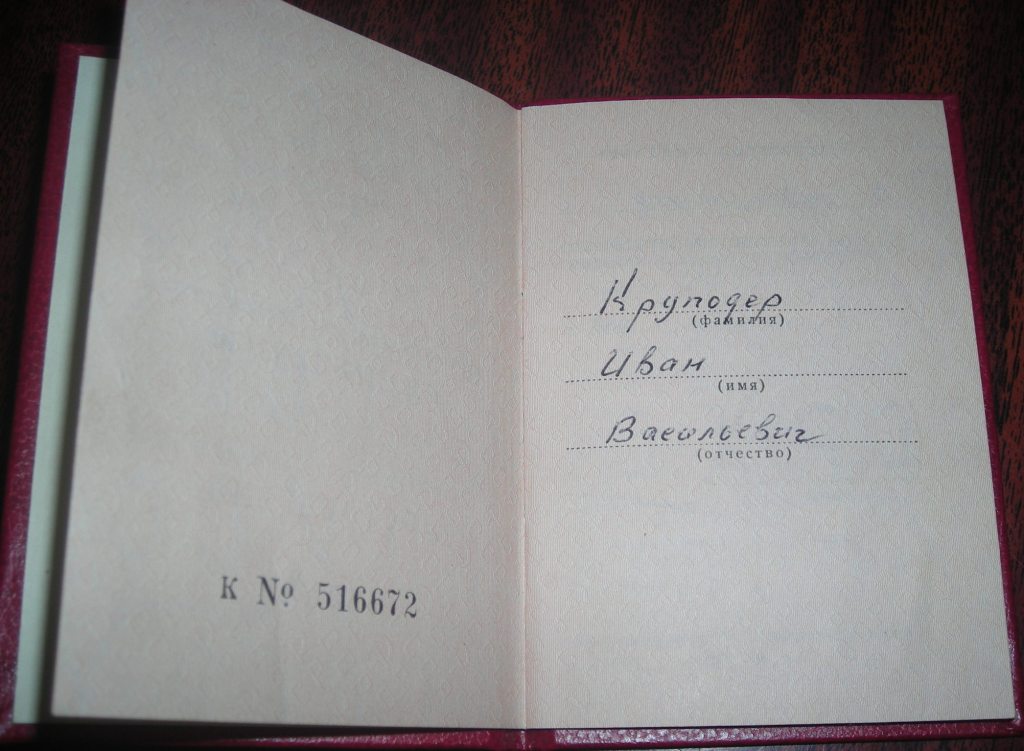 К № 516672
Круподер
(фамилия)
Иван
(имя)
Васильевич
(отчество)